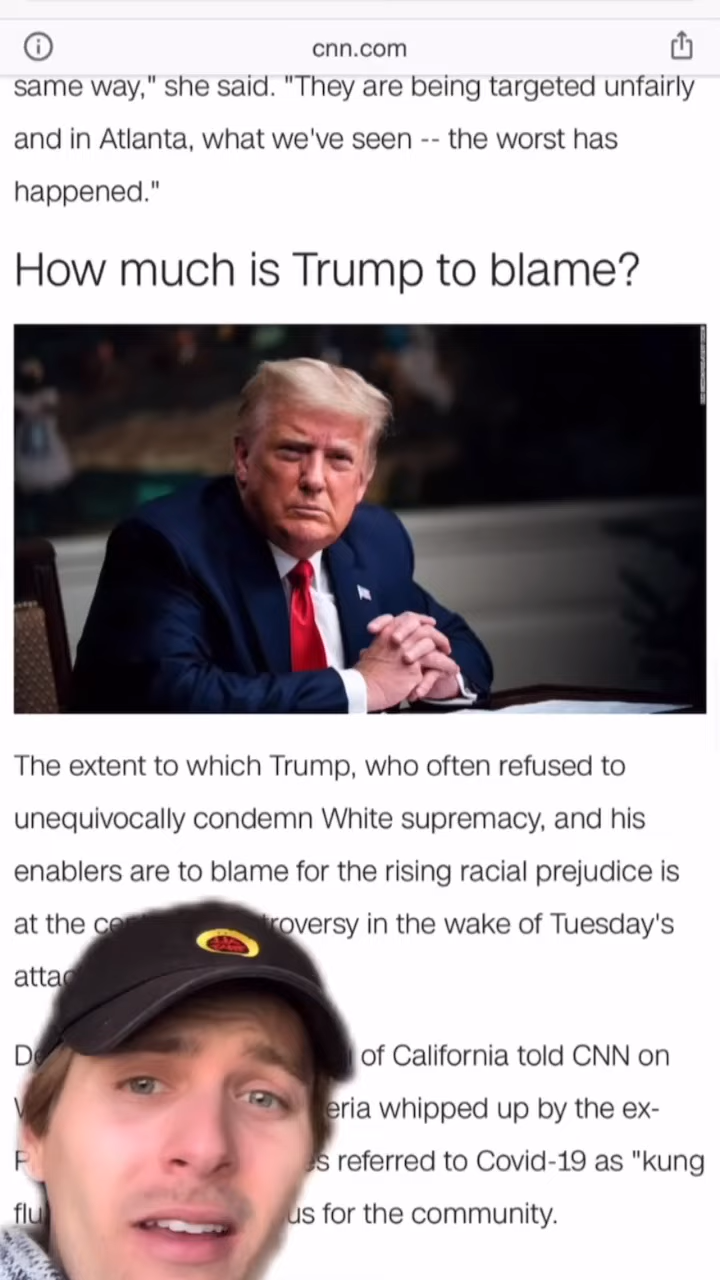 cnn.com
same way," she said. "They are being targeted unfairly
and in Atlanta, what we've seen -- the worst has
happened."
How much is Trump to blame?
The extent to which Trump, who often refused to
unequivocally condemn White supremacy, and his
enablers are to blame for the rising racial prejudice is
at the troversy in the wake of Tuesday's
of California told CNN on
eria whipped up by the ex-
s referred to Covid-19 as "kung
flu us for the community.